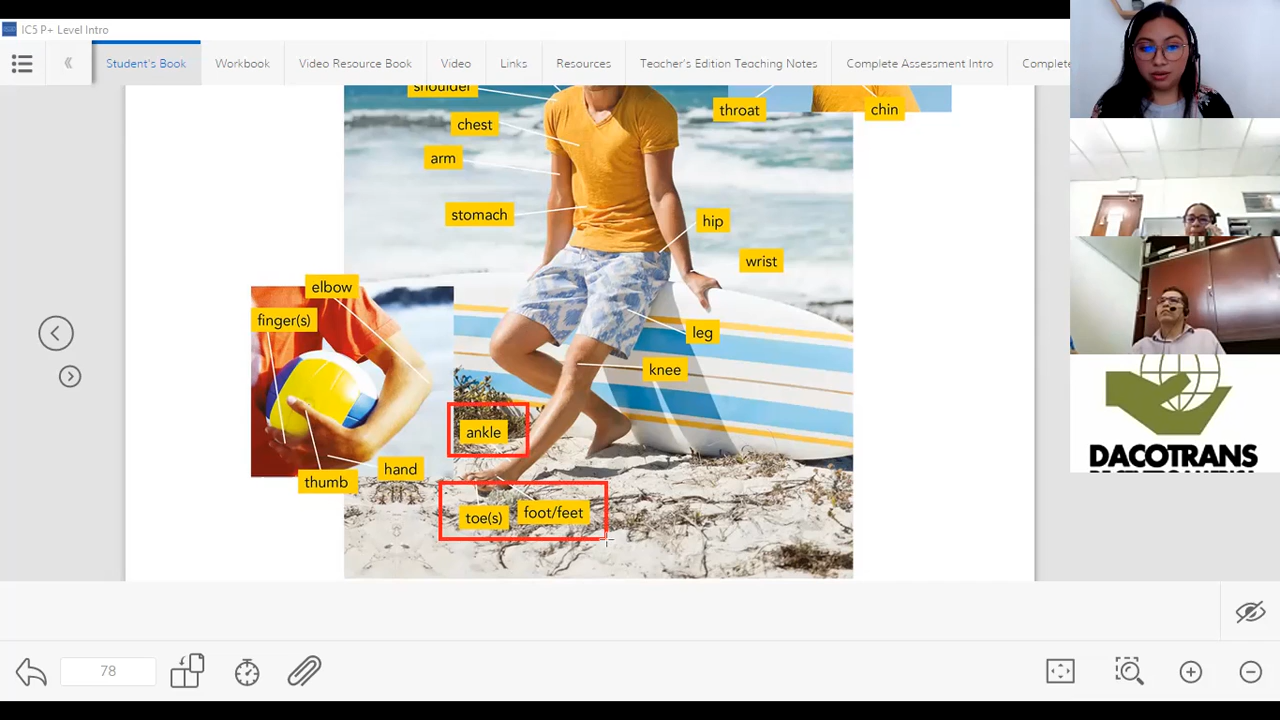 IC5 P+ Level Intro
Student's Book
Workbook
Video Resource Book
Video
Links
Resources
Teacher's Edition Teaching Notes
Complete Assessment Intro
Complete
shoulder
throat
chin
chest
arm
stomach
hip
wrist
elbow
finger(s)
leg
knee
ankle
hand
thumb
toe(s)
foot/feet
78
DACOTRANS